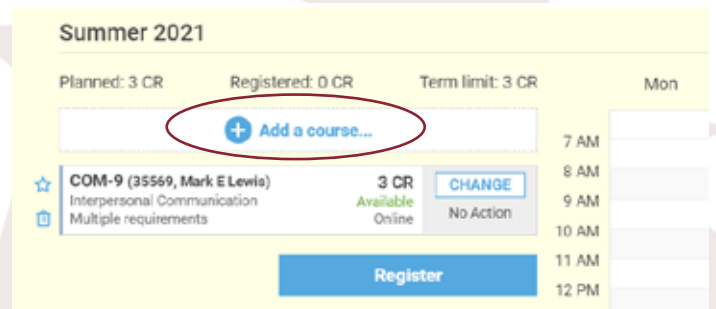 Summer 2021
Planned: 3 CR Registered: 0 CR Term limit: 3 CR
Mon
Add a course...
7 AM
8 AM
9 AM
10 AM
11 AM
12 PM
COM-9 (35569, Mark E Lewis) 3 CR CHANGE
Interpersonal Communication Available
No Action
Multiple requirements Online
Register